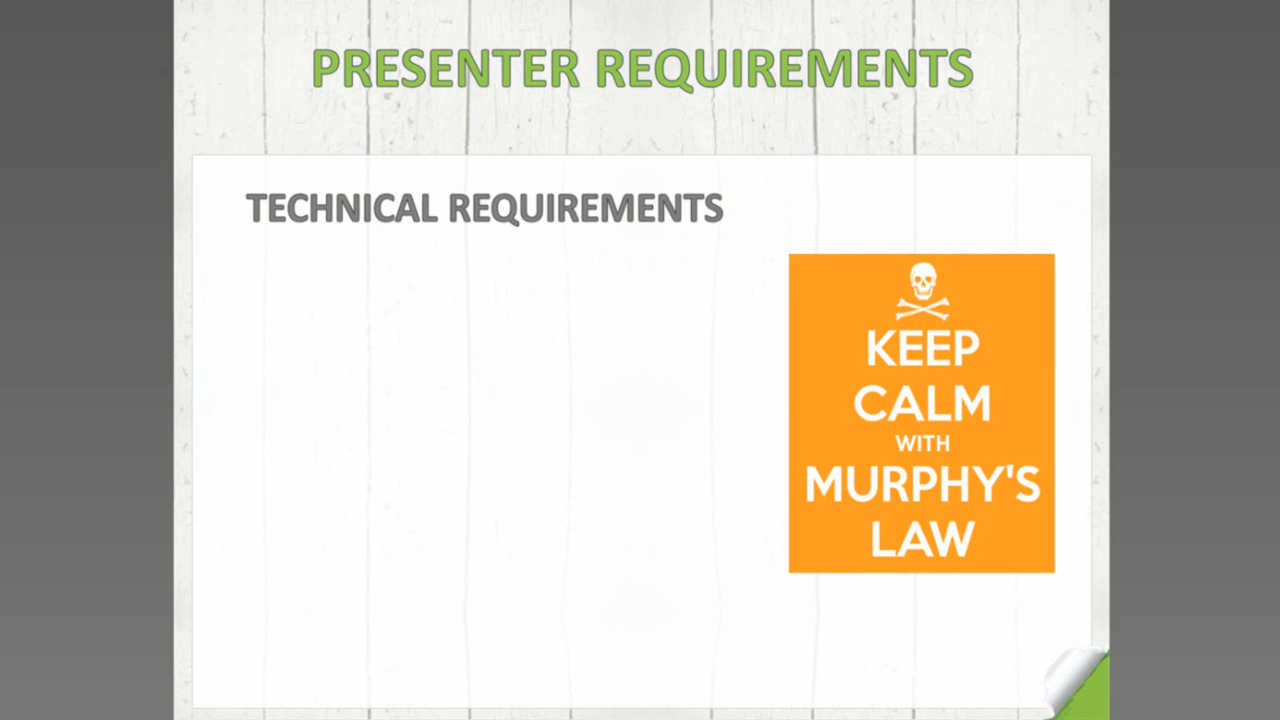 PRESENTER REQUIREMENTS
TECHNICAL REQUIREMENTS
KEEP
CALM
WITH
MURPHY'S
LAW